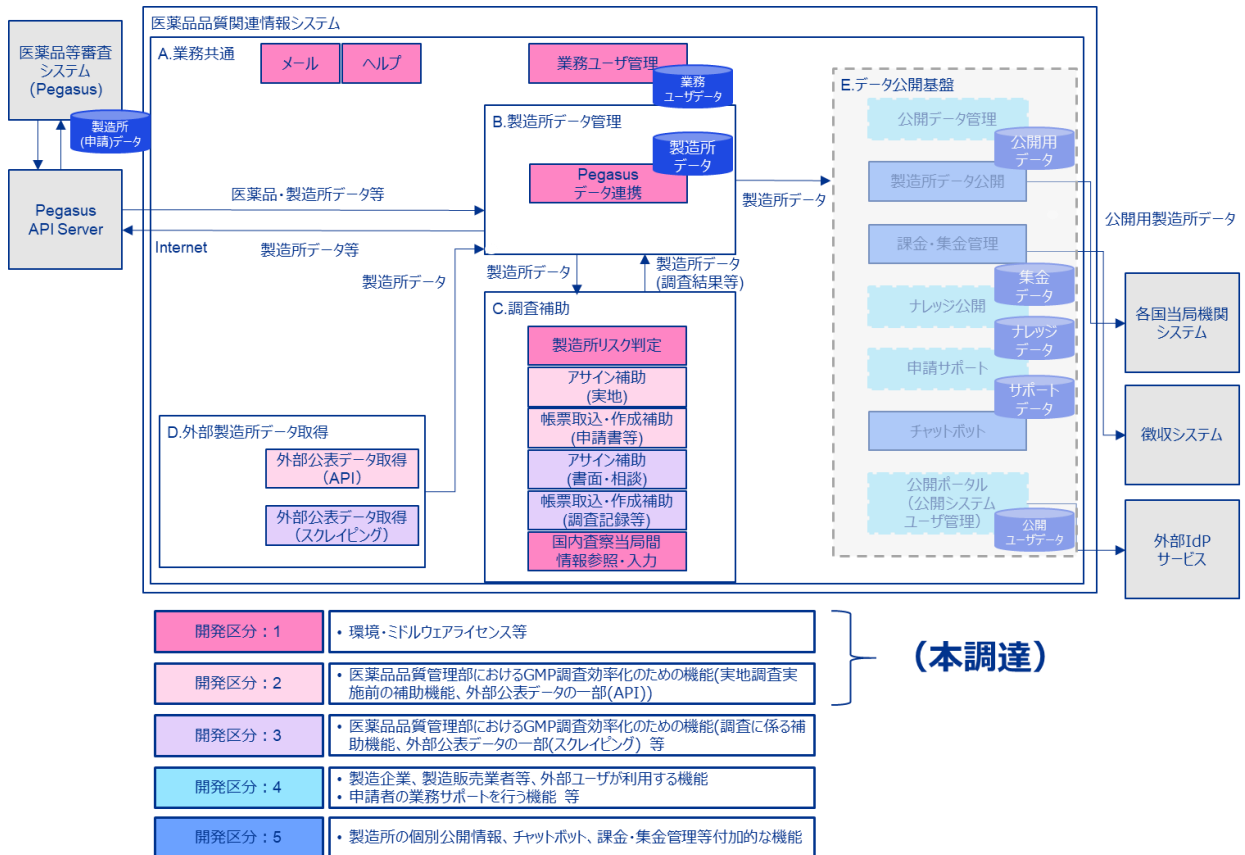 医薬品品質関連情報システム
医薬品等審査
システム
(Pegasus)
製造所
(申請)データ
Pegasus
API Server
A.業務共通
メール
ヘルプ
業務ユーザ管理
業務
ユーザデータ
B.製造所データ管理
製造所
データ
Pegasus
データ連携
医薬品・製造所データ等
Internet
製造所データ等
製造所データ
製造所データ
製造所データ
(調査結果等)
製造所データ
C.調査補助
製造所リスク判定
アサイン補助
(実地)
帳票取込・作成補助
(申請書等)
アサイン補助
(書面・相談)
帳票取込・作成補助
(調査記録等)
国内査察当局間
情報参照・入力
D.外部製造所データ取得
外部公表データ取得
(API)
外部公表データ取得
(スクレイピング)
E.データ公開基盤
公開データ管理
公開用
データ
製造所データ公開
課金・集金管理
集金
データ
ナレッジ公開
ナレッジ
データ
申請サポート
サポート
データ
チャットボット
公開ポータル
(公開システム
ユーザ管理)
公開
ユーザデータ
公開用製造所データ
各国当局機関
システム
徴収システム
外部IdP
サービス
開発区分:1
・環境・ミドルウェアライセンス等
開発区分:2
・医薬品品質管理部におけるGMP調査効率化のための機能(実地調査実
施前の補助機能、外部公表データの一部(API))
(本調達)
開発区分:3
・医薬品品質管理部におけるGMP調査効率化のための機能(調査に係る補
助機能、外部公表データの一部(スクレイピング) 等
開発区分:4
・製造企業、製造販売業者等、外部ユーザが利用する機能
・申請者の業務サポートを行う機能 等
開発区分:5
・製造所の個別公開情報、チャットボット、課金・集金管理等付加的な機能